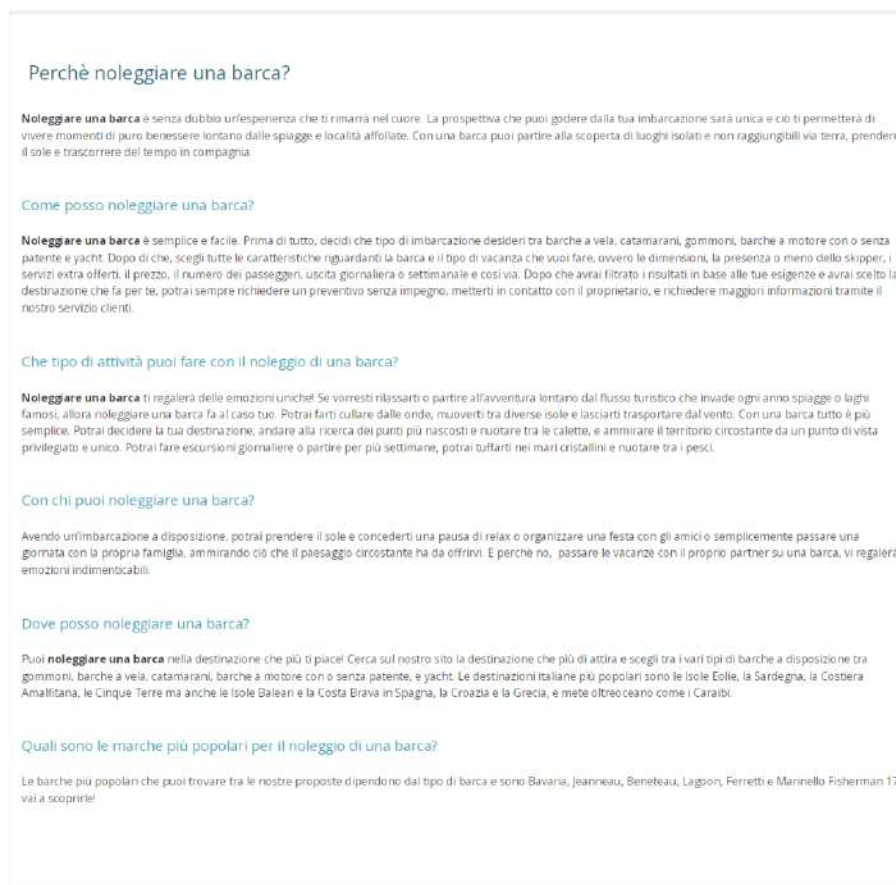 Perchè noleggiare una barca?
Noleggiare una barca è senza dubbio un'esperienza che ti rimarrà nel cuore. La prospettiva che puoi godere dalla tua imbarcazione sarà unica e ciò ti permetterà di
vivere momenti di puro benessere lontano dalle spiagge e località affollate. Con una barca puoi partire alla scoperta di luoghi isolati e non raggiungibili via terra, prendere
il sole e trascorrere del tempo in compagnia.
Come posso noleggiare una barca?
Noleggiare una barca è semplice e facile. Prima di tutto, decidi che tipo di imbarcazione desideri tra barche a vela, catamarani, gommoni, barche a motore con o senza
patente e yacht. Dopo di che, scegli tutte le caratteristiche riguardanti la barca e il tipo di vacanza che vuoi fare, ovvero le dimensioni, la presenza o meno dello skipper, i
servizi extra offerti, il prezzo, il numero dei passeggeri, uscita giornaliera o settimanale e così via. Dopo che avrai filtrato i risultati in base alle tue esigenze e avrai scelto la
destinazione che fa per te, potrai sempre richiedere un preventivo senza impegno, metterti in contatto con il proprietario, e richiedere maggiori informazioni tramite il
nostro servizio clienti.
Che tipo di attività puoi fare con il noleggio di una barca?
Noleggiare una barca ti regalerà delle emozioni uniche! Se vorresti rilassarti o partire all'avventura lontano dal flusso turistico che invade ogni anno spiagge o laghi
famosi, allora noleggiare una barca fa al caso tuo. Potrai farti cullare dalle onde, muoverti tra diverse isole e lasciarti trasportare dal vento. Con una barca tutto è più
semplice. Potrai decidere la tua destinazione, andare alla ricerca dei punti più nascosti e nuotare tra le calette, e ammirare il territorio circostante da un punto di vista
privilegiato e unico. Potrai fare escursioni giornaliere o partire per più settimane, potrai tuffarti nei mari cristallini e nuotare tra i pesci.
Con chi puoi noleggiare una barca?
Avendo un'imbarcazione a disposizione, potrai prendere il sole e concederti una pausa di relax o organizzare una festa con gli amici o semplicemente passare una
giornata con la propria famiglia, ammirando ciò che il paesaggio circostante ha da offrirvi. E perchè no, passare le vacanze con il proprio partner su una barca, vi regalerà
emozioni indimenticabili.
Dove posso noleggiare una barca?
Puoi noleggiare una barca nella destinazione che più ti piace! Cerca sul nostro sito la destinazione che più di attira e scegli tra i vari tipi di barche a disposizione tra
gommoni, barche a vela, catamarani, barche a motore con o senza patente, e yacht. Le destinazioni italiane più popolari sono le Isole Eolie, la Sardegna, la Costiera
Amalfitana, le Cinque Terre ma anche le Isole Baleari e la Costa Brava in Spagna, la Croazia e la Grecia, e mete oltreoceano come i Caraibi.
Quali sono le marche più popolari per il noleggio di una barca?
Le barche più popolari che puoi trovare tra le nostre proposte dipendono dal tipo di barca e sono Bavaria, Jeanneau, Beneteau, Lagoon, Ferretti e Marinello Fisherman 17
vai a scoprirle!